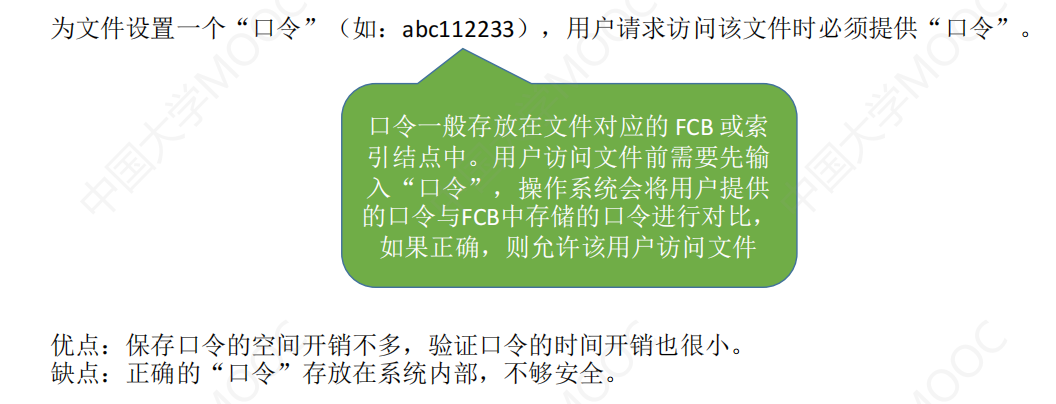 为文件设置一个“口令”（如：abc112233），用户请求访问该文件时必须提供“口令”。
口令一般存放在文件对应的 FCB 或索
引结点中。用户访问文件前需要先输
入“口令”，操作系统会将用户提供
的口令与FCB中存储的口令进行对比，
如果正确，则允许该用户访问文件
优点：保存口令的空间开销不多，验证口令的时间开销也很小。
缺点：正确的“口令”存放在系统内部，不够安全。
中国大学MOOC
中国大学MOOC